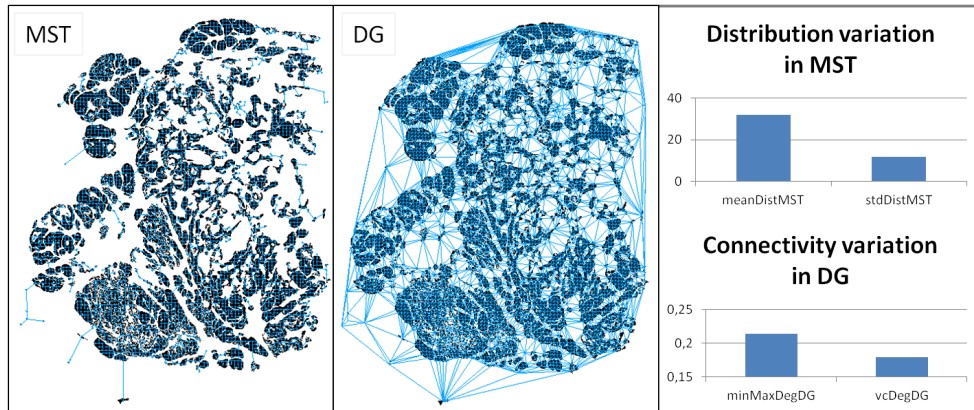 MST
DG
Distribution variation
in MST
40
20
0
meanDistMST stdDistMST
Connectivity variation
in DG
0,25
0,2
0,15
minMaxDegDG vcDegDG